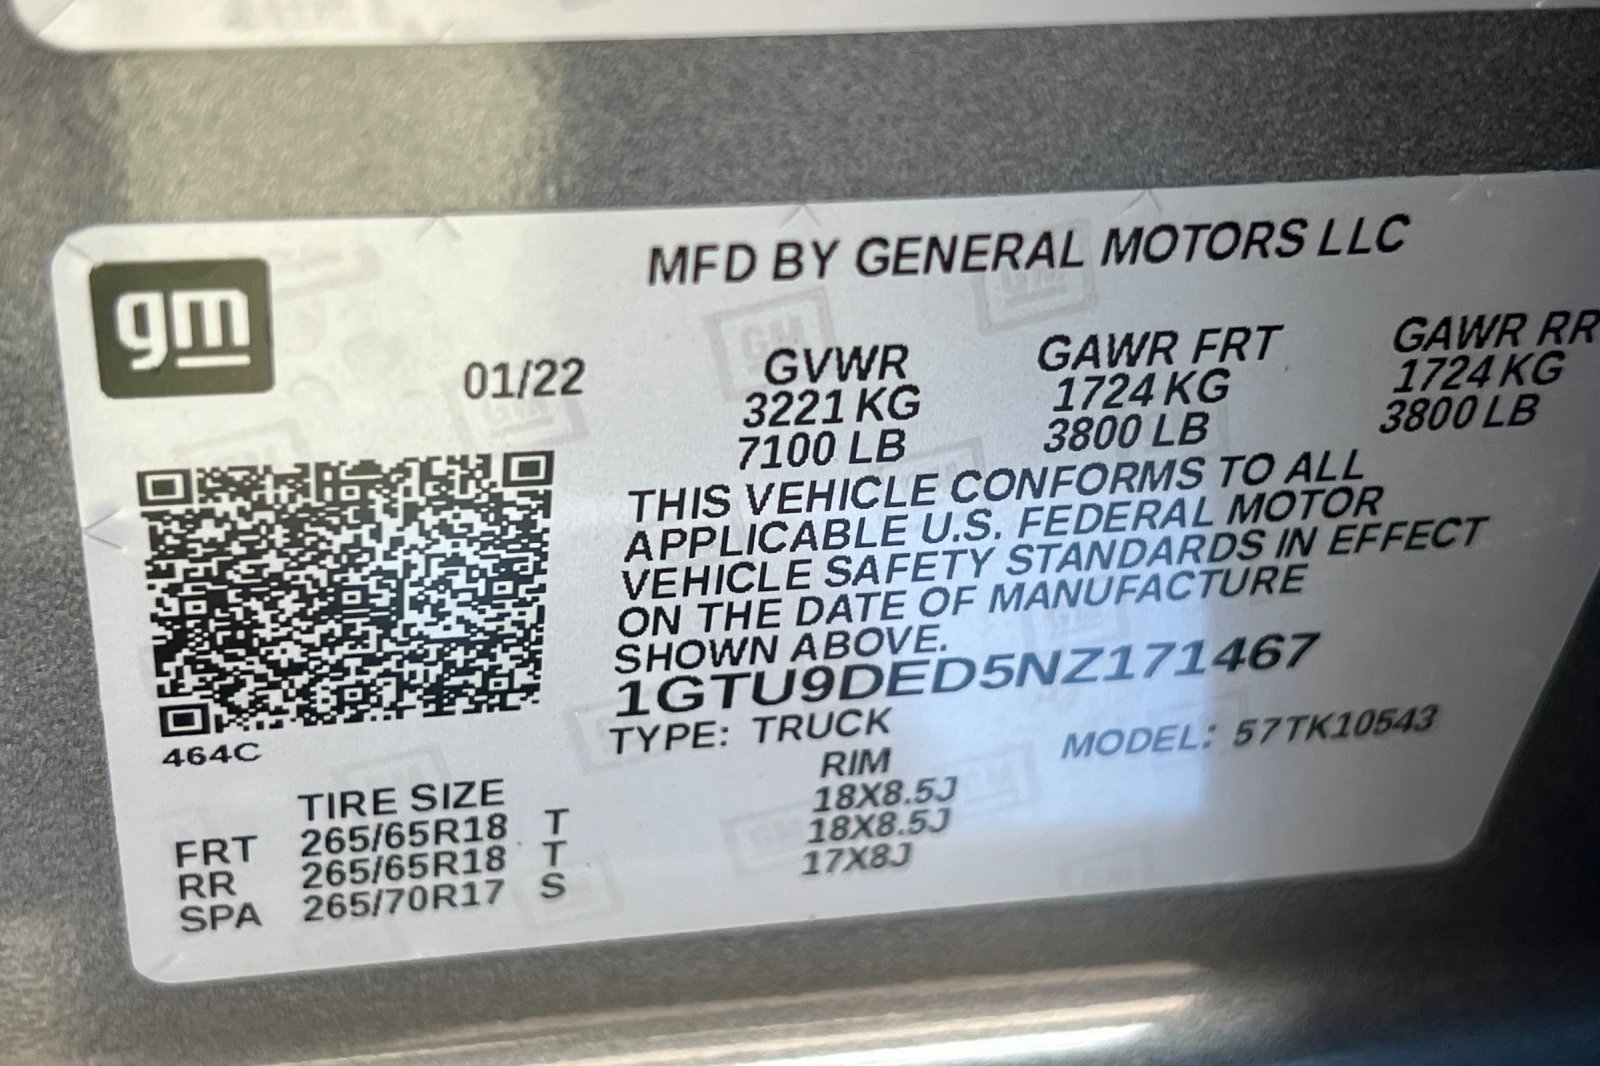 gm
MFD BY GENERAL MOTORS LLC
01/22
GVWR GAWR FRT GAWR RR
3221 KG 1724 KG 1724 KG
7100 LB 3800 LB 3800 LB
THIS VEHICLE CONFORMS TO ALL
APPLICABLE U.S. FEDERAL MOTOR
VEHICLE SAFETY STANDARDS IN EFFECT
ON THE DATE OF MANUFACTURE
SHOWN ABOVE.
1GTU9DED5NZ171467
TYPE: TRUCK MODEL: 57TK10543
464C
TIRE SIZE RIM
FRT 265/65R18 T 18X8.5J
RR 265/65R18 T 18X8.5J
SPA 265/70R17 S 17X8J